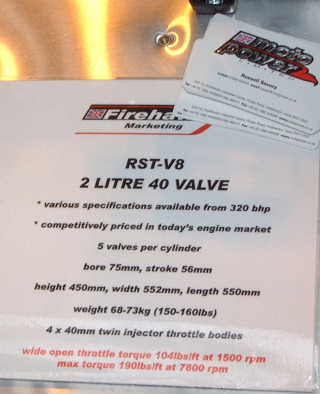 moto
power
Russell Savory
Firehaw
Marketing
RST-V8
2 LITRE 40 VALVE
* various specifications available from 320 bhp
* competitively priced in today's engine market
5 valves per cylinder
bore 75mm, stroke 56mm
height 450mm, width 552mm, length 550mm
weight 68-73kg (150-160lbs)
4 x 40mm twin injector throttle bodies
wide open throttle torque 104lbs/ft at 1500 rpm
max torque 190lbs/ft at 7800 rpm